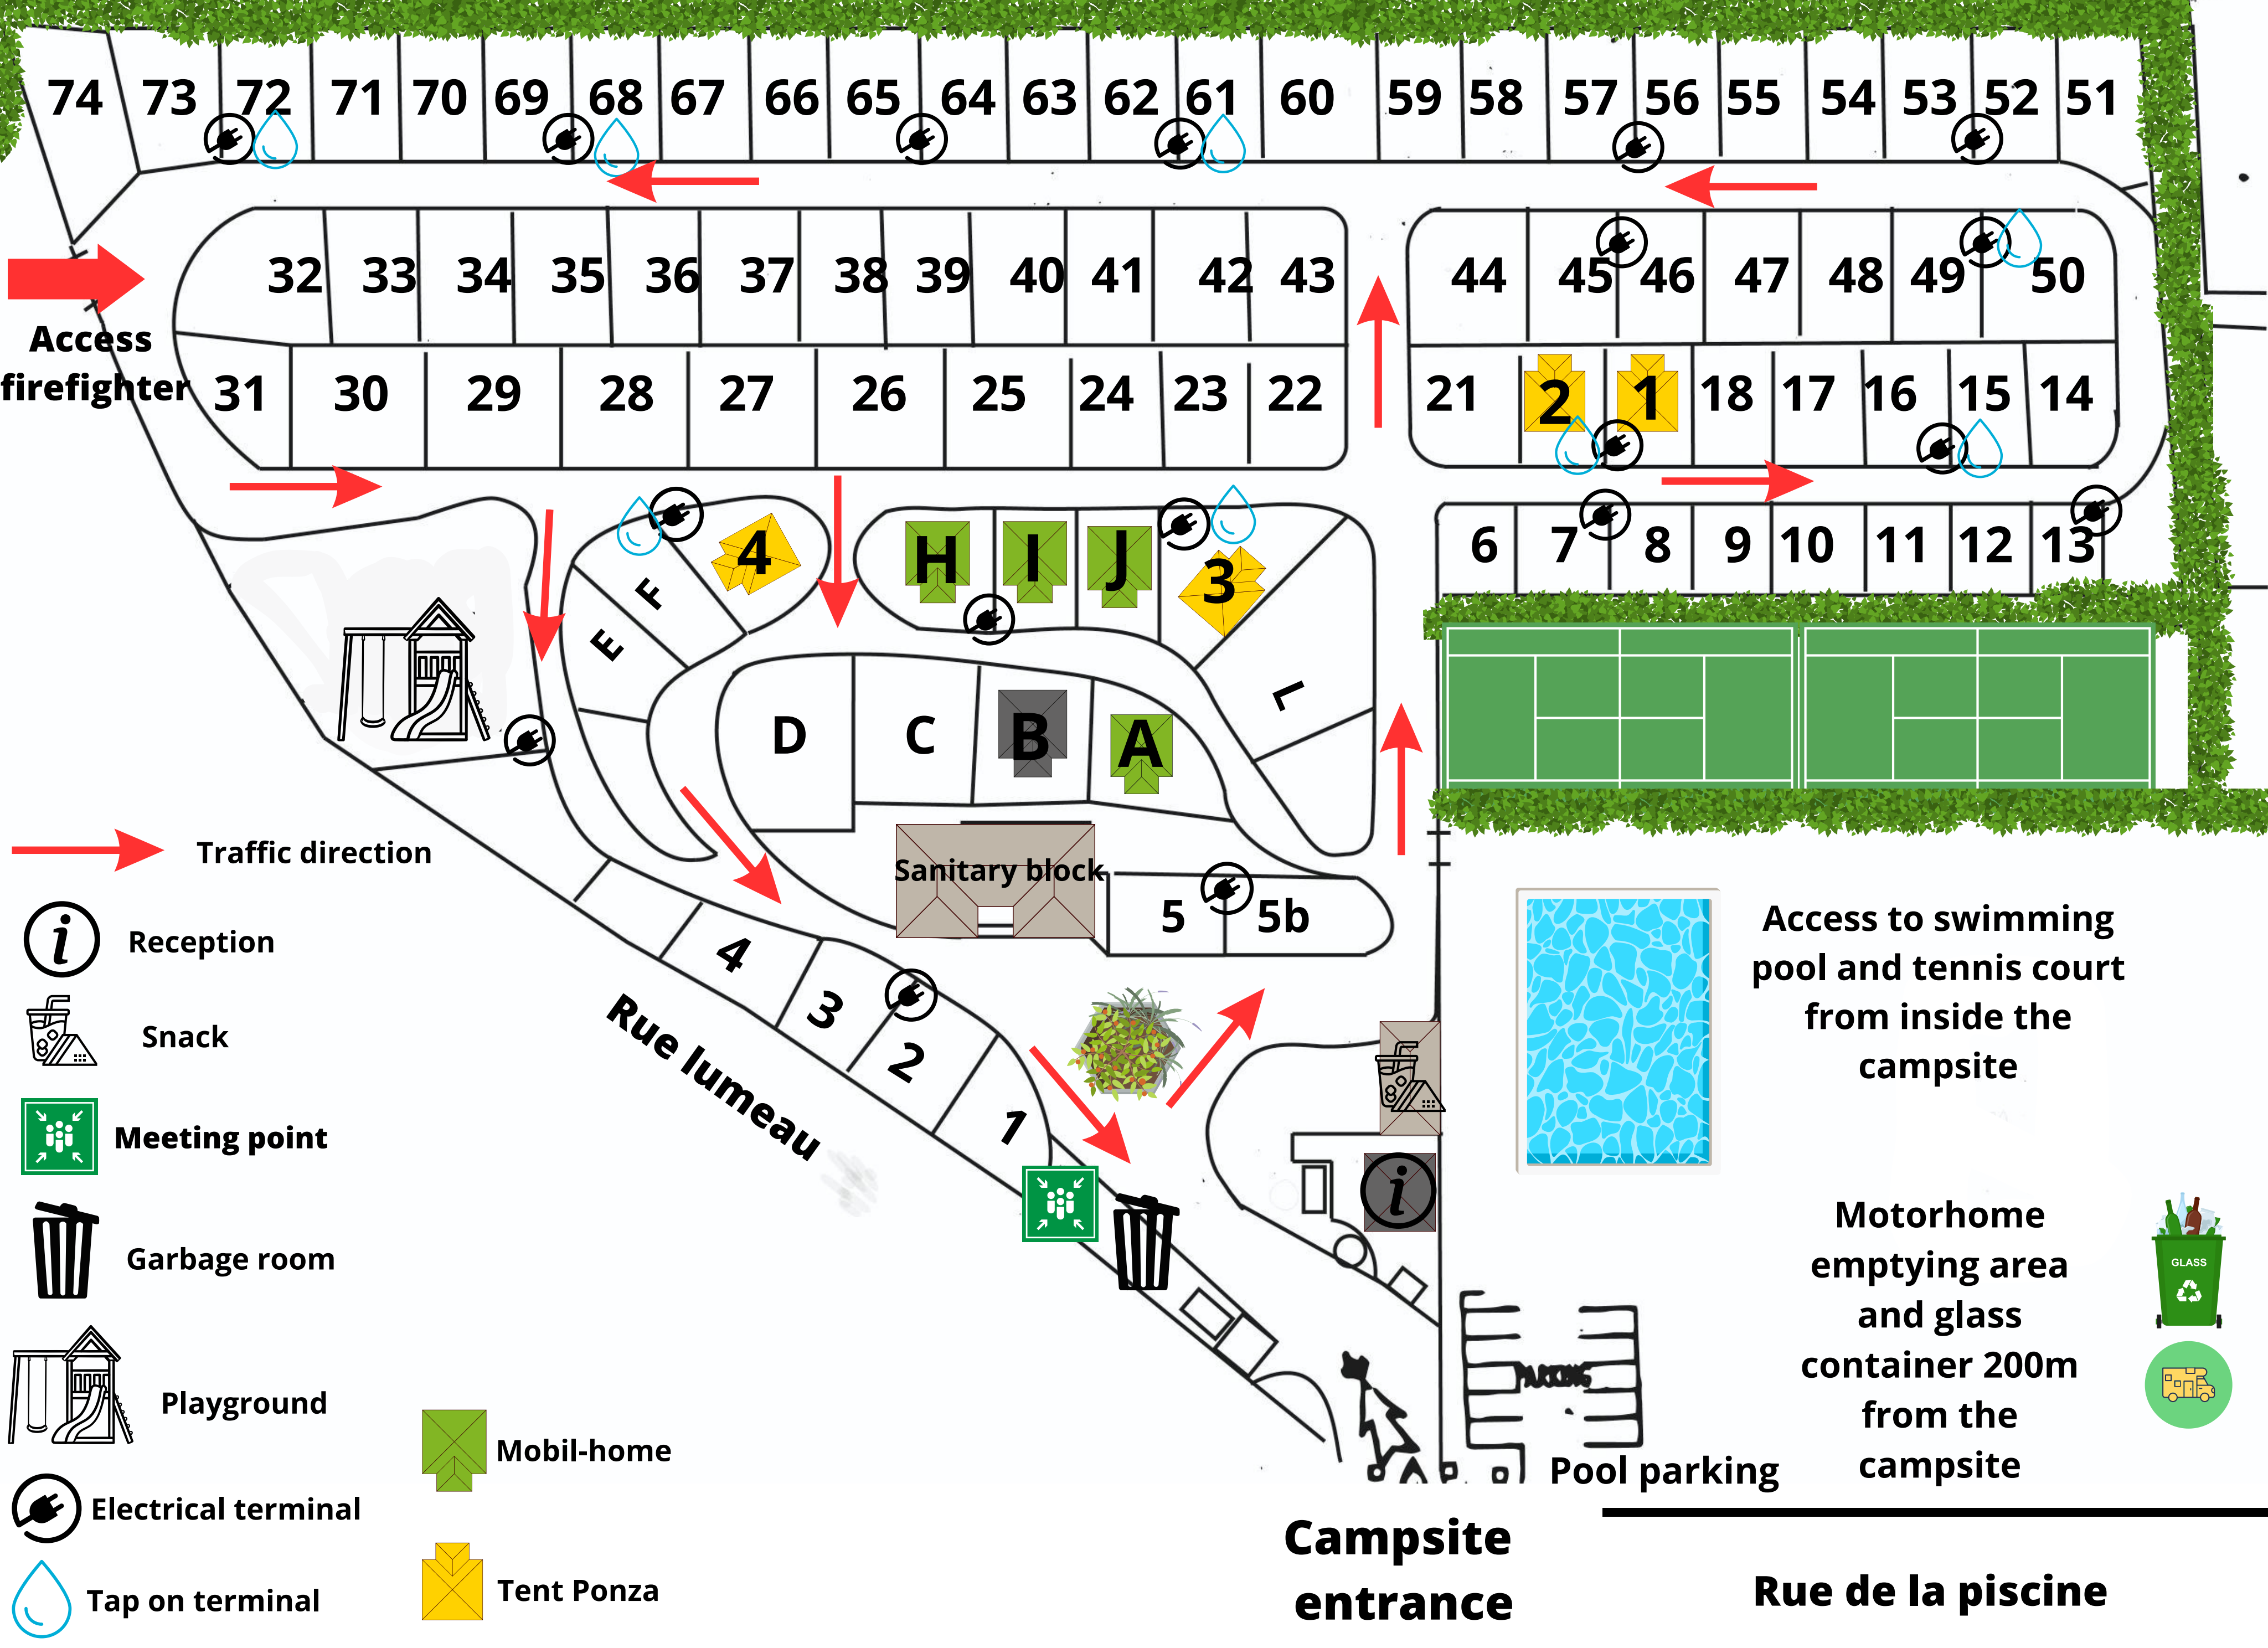 74 73 72 71 70 69 68 67 66 65 64 63 62 61 60 59 58 57 56 55 54 53 52 51
32 33 34 35 36 37 38 39 40 41 42 43 44 45 46 47 48 49 50
Access
firefighter
31 30 29 28 27 26 25 24 23 22 21 2 1 18 17 16 15 14
6 7 8 9 10 11 12 13
4 H I J 3
F
E
L
D C B A
Sanitary block
5 5b
4
3
2
1
Rue lumeau
Traffic direction
i Reception
Snack
Meeting point
Garbage room
Playground
Electrical terminal
Tap on terminal
Mobil-home
Tent Ponza
i
Access to swimming
pool and tennis court
from inside the
campsite
Motorhome
emptying area
and glass
container 200m
from the
campsite
GLASS
PARKING
Pool parking
Campsite
entrance
Rue de la piscine